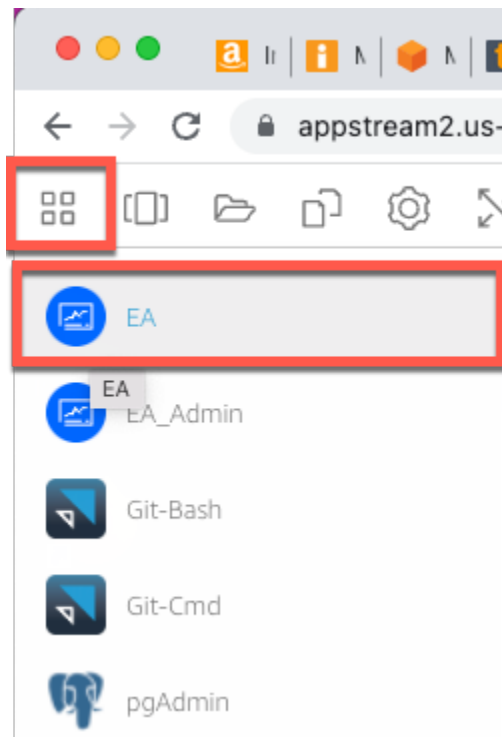 appstream2.us-
EA
EA
EA_Admin
Git-Bash
Git-Cmd
pgAdmin